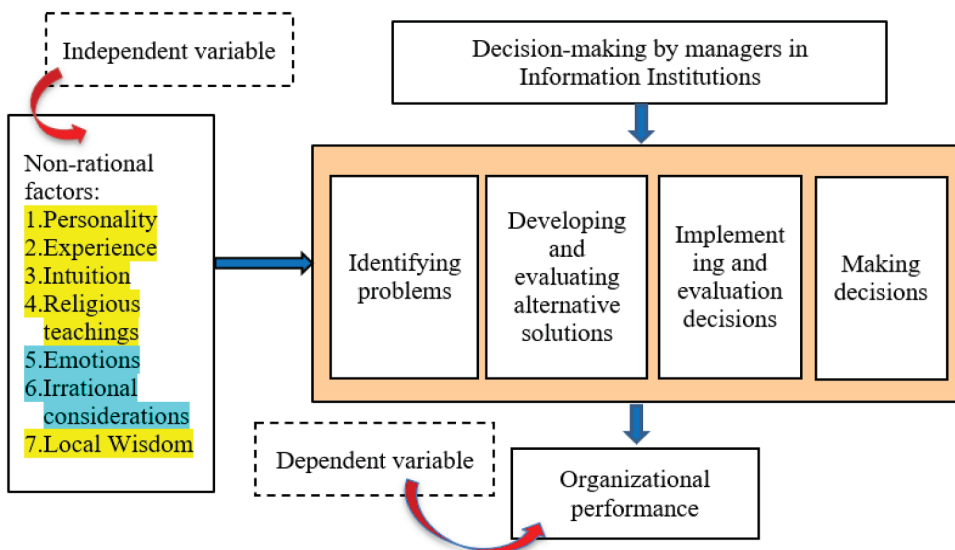 Independent variable
Decision-making by managers in
Information Institutions
Non-rational
factors:
1.Personality
2.Experience
3.Intuition
4.Religious
teachings
5.Emotions
6.Irrational
considerations
7.Local Wisdom
Identifying
problems
Developing
and
evaluating
alternative
solutions
Implement
ing and
evaluation
decisions
Making
decisions
Dependent variable
Organizational
performance